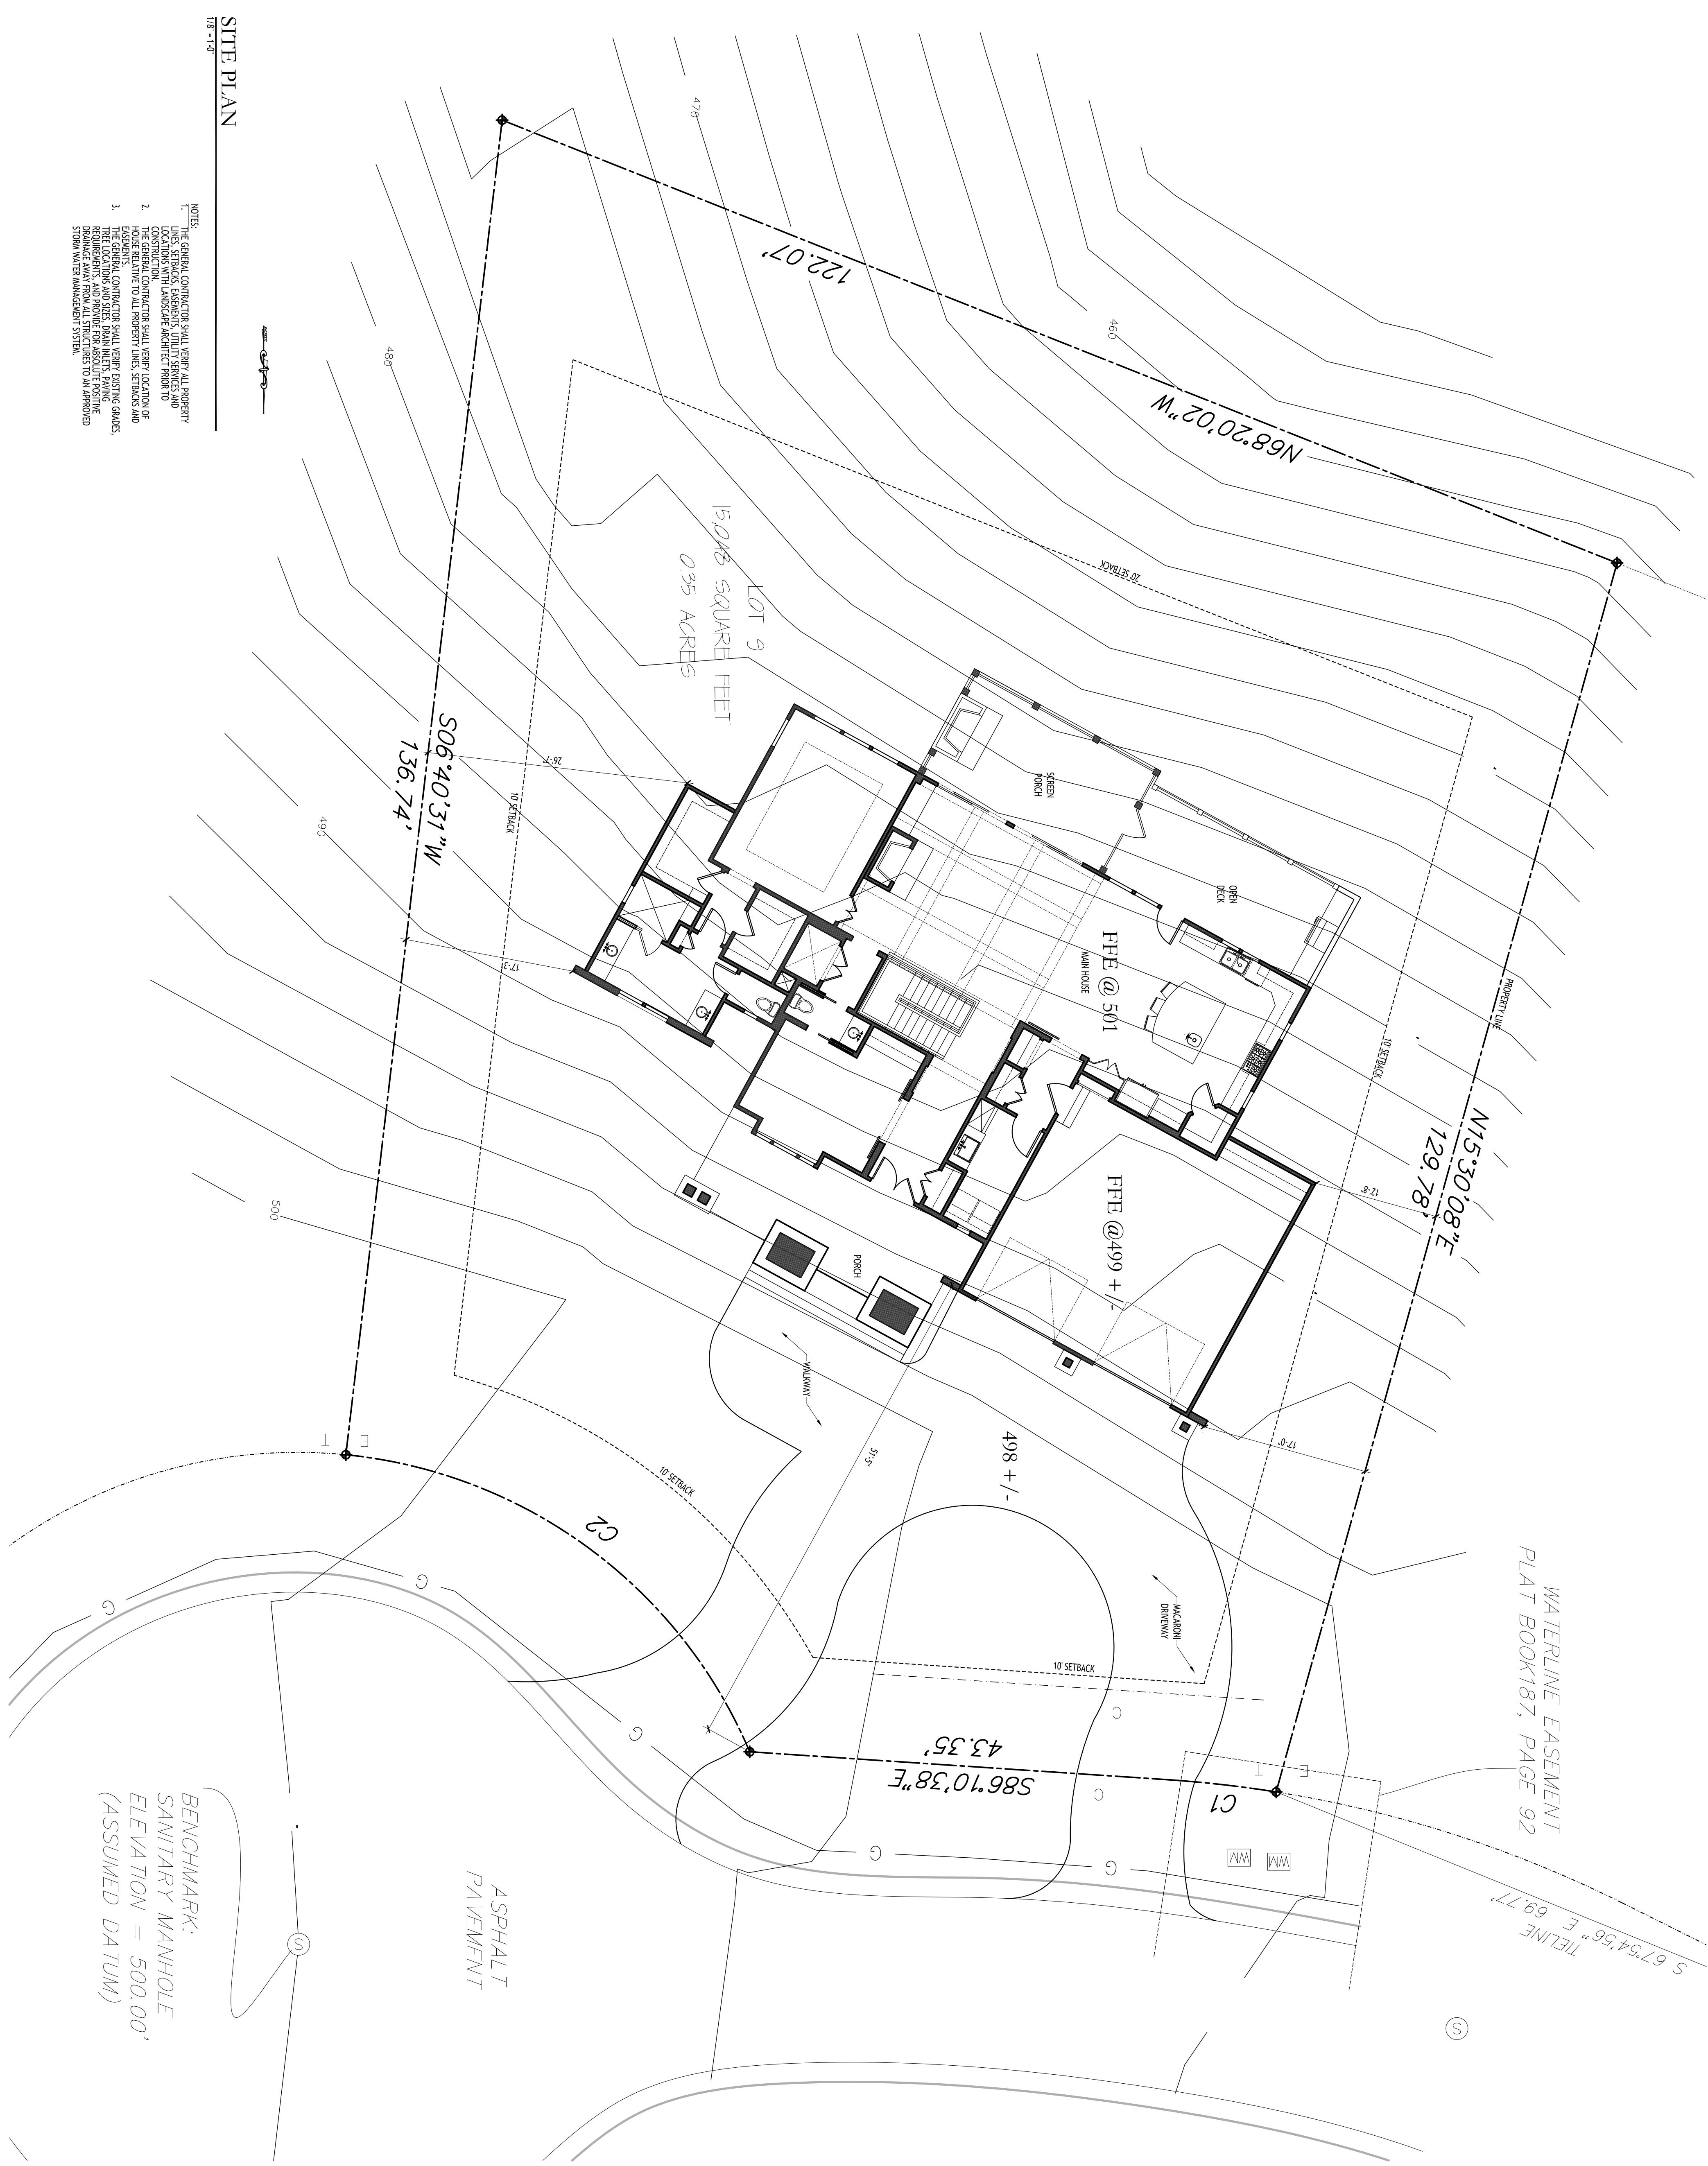 SITE PLAN
1/8" = 1'-0"
NOTES:
1. THE GENERAL CONTRACTOR SHALL VERIFY ALL PROPERTY
LINES, SETBACKS, EASEMENTS, UTILITY SERVICES AND
LOCATIONS WITH LANDSCAPE ARCHITECT PRIOR TO
CONSTRUCTION.
2. THE GENERAL CONTRACTOR SHALL VERIFY LOCATION OF
HOUSE RELATIVE TO ALL PROPERTY LINES, SETBACKS AND
EASEMENTS.
3. THE GENERAL CONTRACTOR SHALL VERIFY EXISTING GRADES,
TREE LOCATIONS AND SIZES, DRAIN INLETS, PAVING
REQUIREMENTS, AND PROVIDE FOR ABSOLUTE POSITIVE
DRAINAGE AWAY FROM ALL STRUCTURES TO AN APPROVED
STORM WATER MANAGEMENT SYSTEM.
470
460
480
490
500
122.07'
N68°20'02"W
20' SETBACK
LOT 9
15,048 SQUARE FEET
0.35 ACRES
S06°40'31"W
136.74'
26'-7"
10' SETBACK
17'-3"
SCREEN
PORCH
OPEN
DECK
FFE @ 501
MAIN HOUSE
FFE @499 +/-
PROPERTY LINE
10' SETBACK
N15°30'08"E
129.78'
12'-8"
17'-0"
PORCH
WALKWAY
51'-5"
498 +/-
10' SETBACK
C2
MACARONI
DRIVEWAY
10' SETBACK
43.35'
S86°10'38"E
C1
WATERLINE EASEMENT
PLAT BOOK187, PAGE 92
T
E
T
E
C
C
G
G
G
G
G
WM
WM
S 67°54'56" E 69.77'
TIELINE
ASPHALT
PAVEMENT
BENCHMARK:
SANITARY MANHOLE
ELEVATION = 500.00'
(ASSUMED DATUM)
S
S